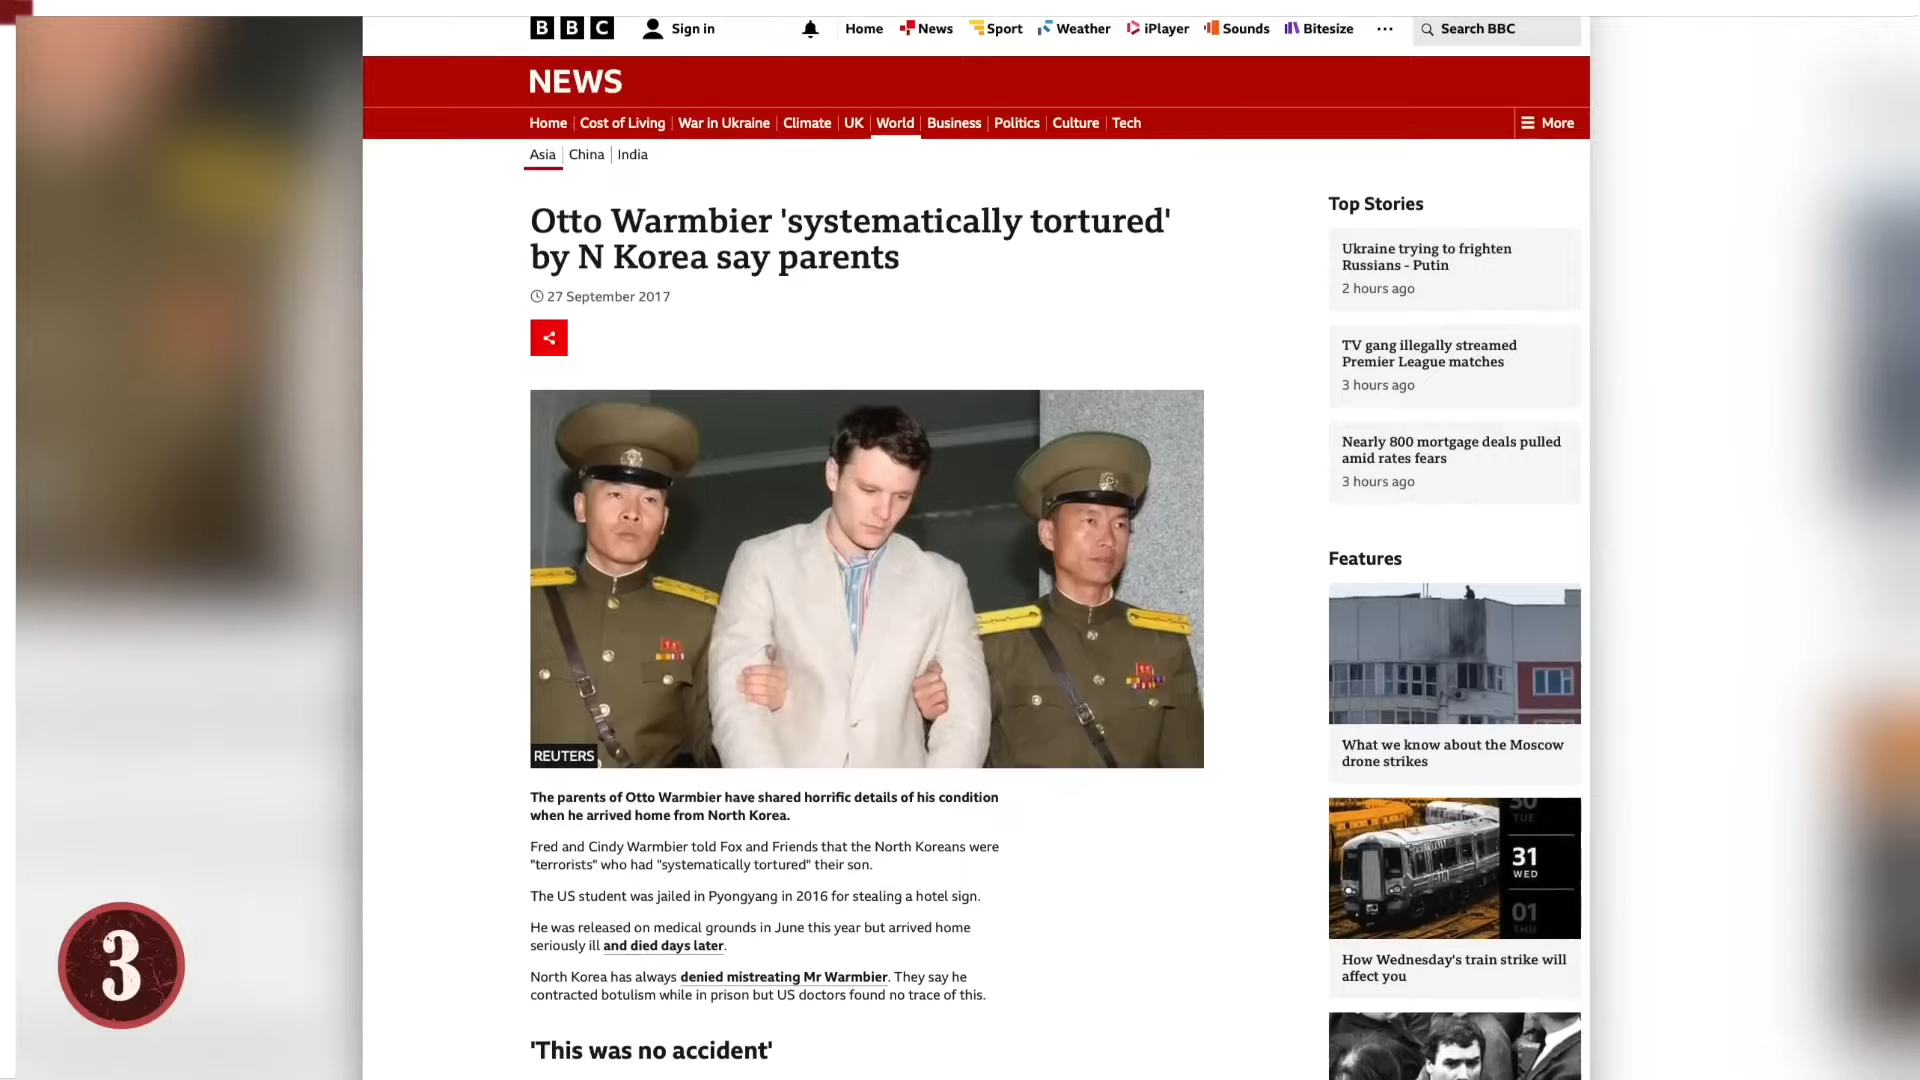 BBC
Sign in
Home
News
Sport
Weather
iPlayer
Sounds
Bitesize
Search BBC
NEWS
Home
Cost of Living
War in Ukraine
Climate
UK
World
Business
Politics
Culture
Tech
More
Asia
China
India
Otto Warmbier 'systematically tortured'
by N Korea say parents
27 September 2017
REUTERS
The parents of Otto Warmbier have shared horrific details of his condition
when he arrived home from North Korea.
Fred and Cindy Warmbier told Fox and Friends that the North Koreans were
"terrorists" who had "systematically tortured" their son.
The US student was jailed in Pyongyang in 2016 for stealing a hotel sign.
He was released on medical grounds in June this year but arrived home
seriously ill and died days later.
North Korea has always denied mistreating Mr Warmbier. They say he
contracted botulism while in prison but US doctors found no trace of this.
'This was no accident'
Top Stories
Ukraine trying to frighten
Russians - Putin
2 hours ago
TV gang illegally streamed
Premier League matches
3 hours ago
Nearly 800 mortgage deals pulled
amid rates fears
3 hours ago
Features
What we know about the Moscow
drone strikes
30
TUE
31
WED
01
THU
How Wednesday's train strike will
affect you
3